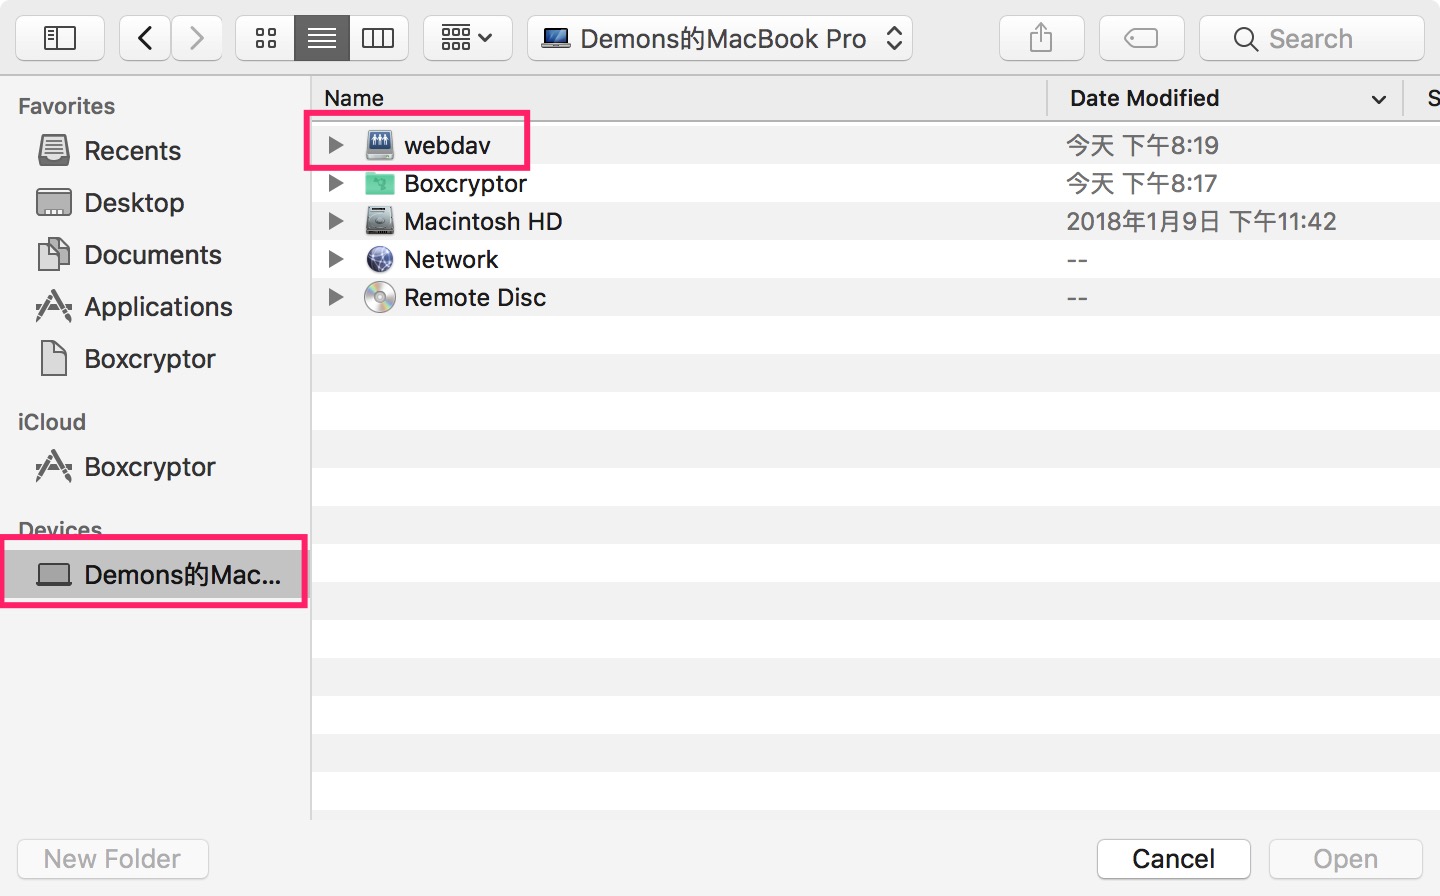 Demons的MacBook Pro
Search
Favorites
Recents
Desktop
Documents
Applications
Boxcryptor
iCloud
Boxcryptor
Devices
Demons的Mac...
Name Date Modified S
webdav 今天 下午8:19
Boxcryptor 今天 下午8:17
Macintosh HD 2018年1月9日 下午11:42
Network --
Remote Disc --
New Folder Cancel Open